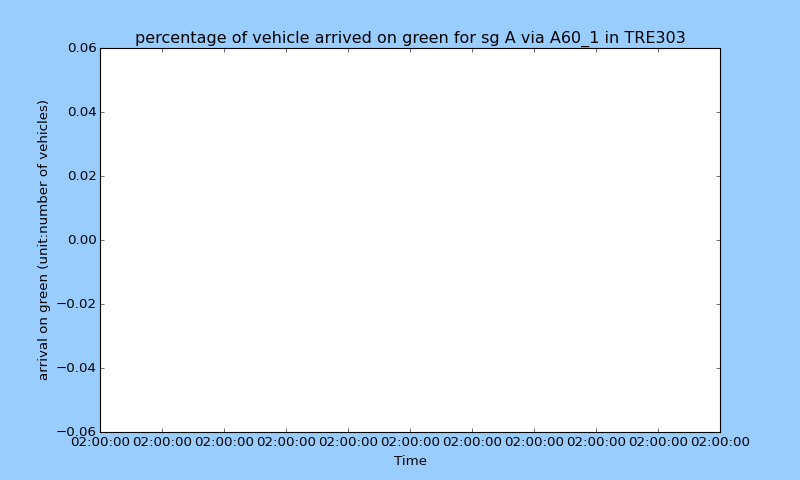 percentage of vehicle arrived on green for sg A via A60_1 in TRE303
arrival on green (unit:number of vehicles)
0.06
0.04
0.02
0.00
−0.02
−0.04
−0.06
02:00:00 02:00:00 02:00:00 02:00:00 02:00:00 02:00:00 02:00:00 02:00:00 02:00:00 02:00:00 02:00:00
Time